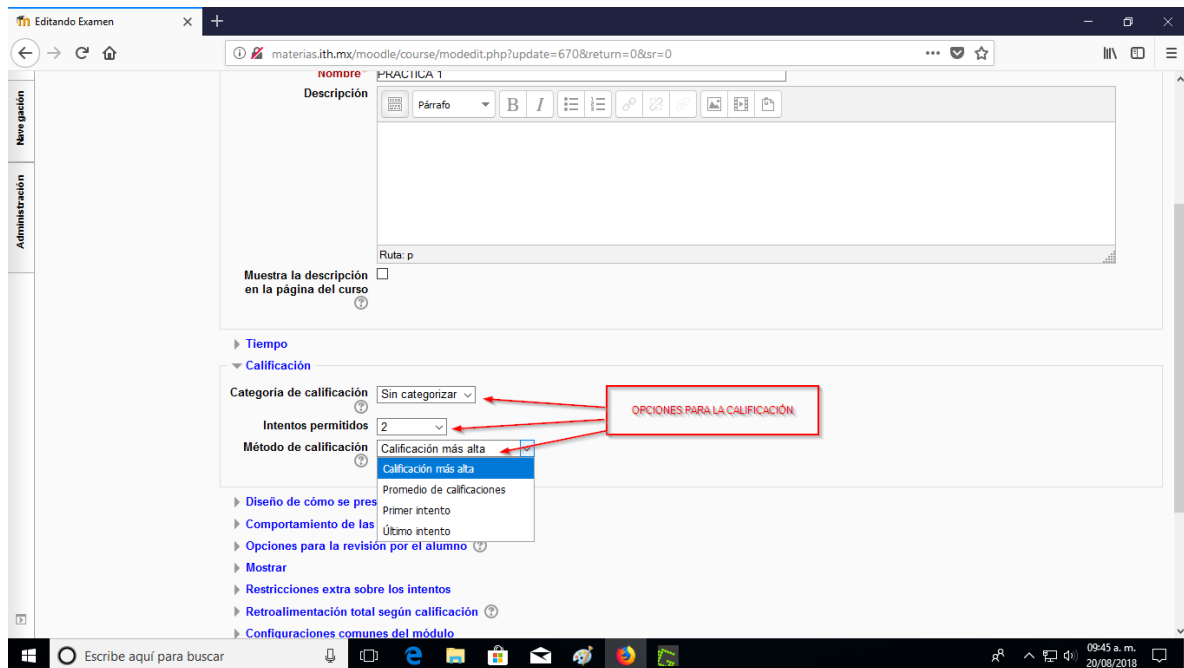 Editando Examen
materias.ith.mx/moodle/course/modedit.php?update=670&return=0&sr=0
Navegación
Administración
Nombre* PRACTICA 1
Descripción
Párrafo B I
Ruta: p
Muestra la descripción
en la página del curso
Tiempo
Calificación
Categoría de calificación Sin categorizar
OPCIONES PARA LA CALIFICACIÓN
Intentos permitidos 2
Método de calificación Calificación más alta
Calificación más alta
Promedio de calificaciones
Primer intento
Último intento
Diseño de cómo se pres
Comportamiento de las
Opciones para la revisión por el alumno
Mostrar
Restricciones extra sobre los intentos
Retroalimentación total según calificación
Configuraciones comunes del módulo
Escribe aquí para buscar
09:45 a. m.
20/08/2018